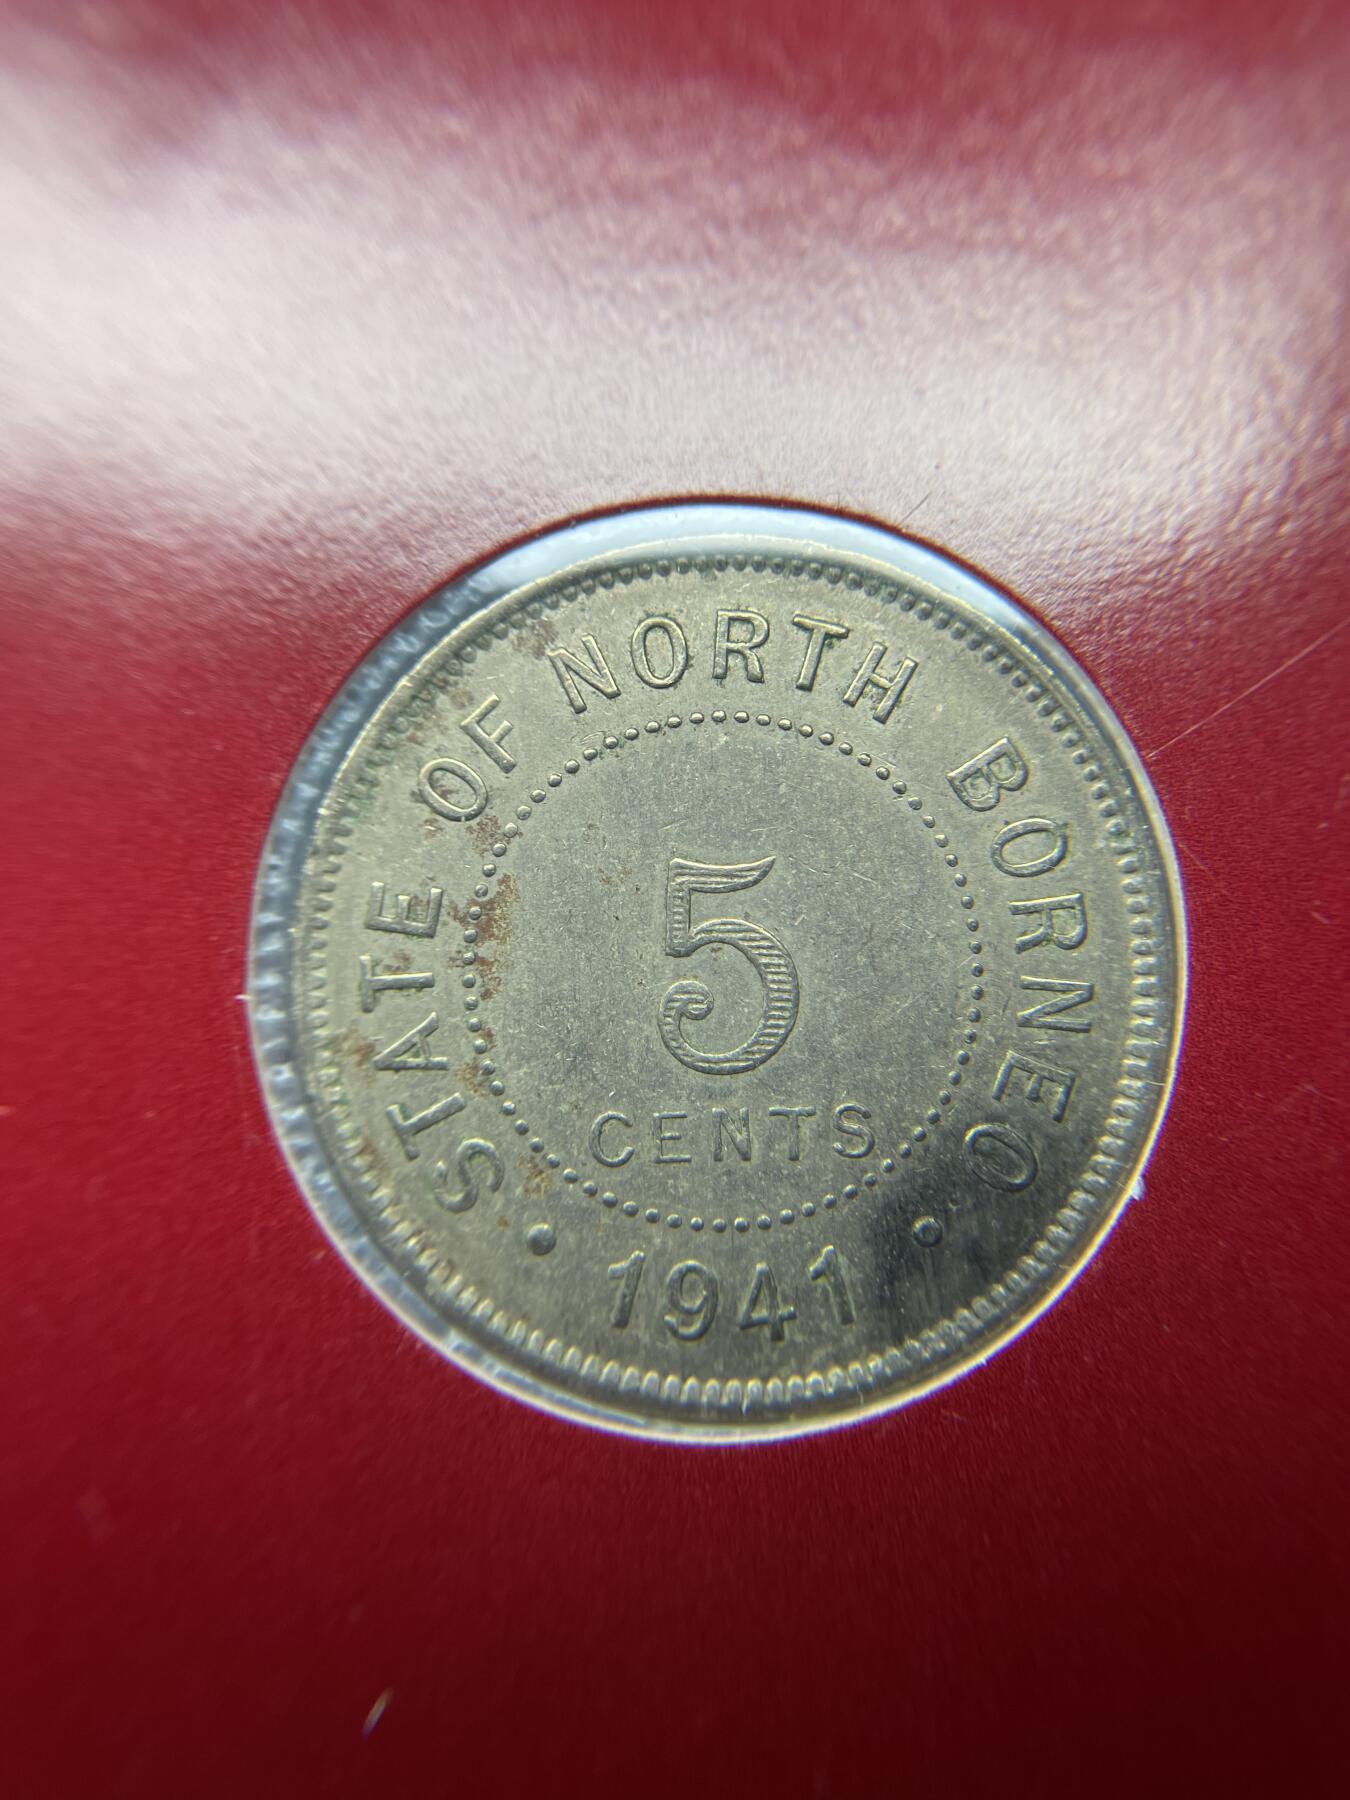 STATE OF NORTH BORNEO
5
CENTS
• 1941 •